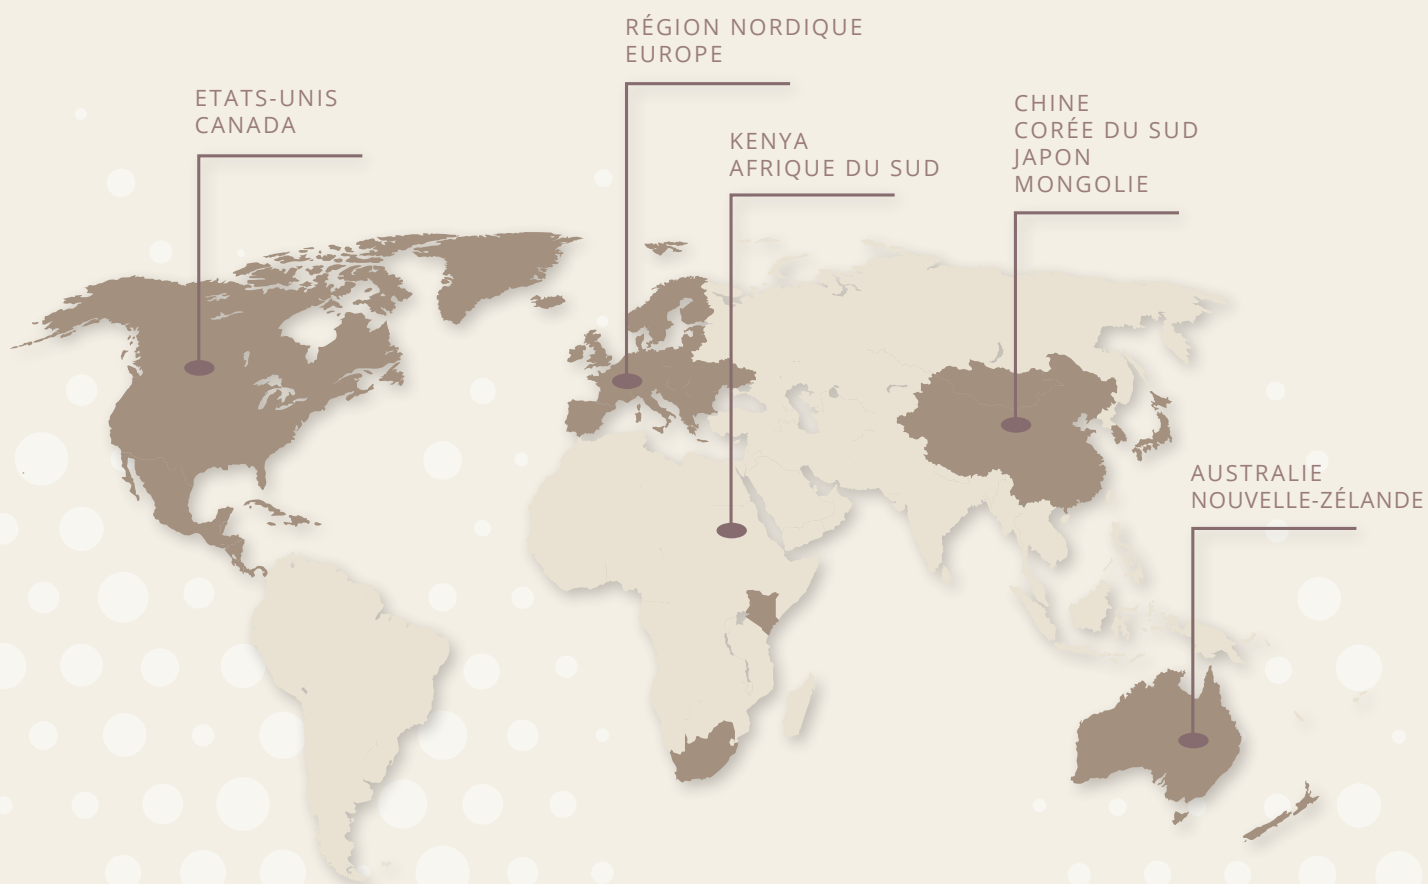 RÉGION NORDIQUE
EUROPE
ETATS-UNIS
CANADA
CHINE
CORÉE DU SUD
JAPON
MONGOLIE
KENYA
AFRIQUE DU SUD
AUSTRALIE
NOUVELLE-ZÉLANDE